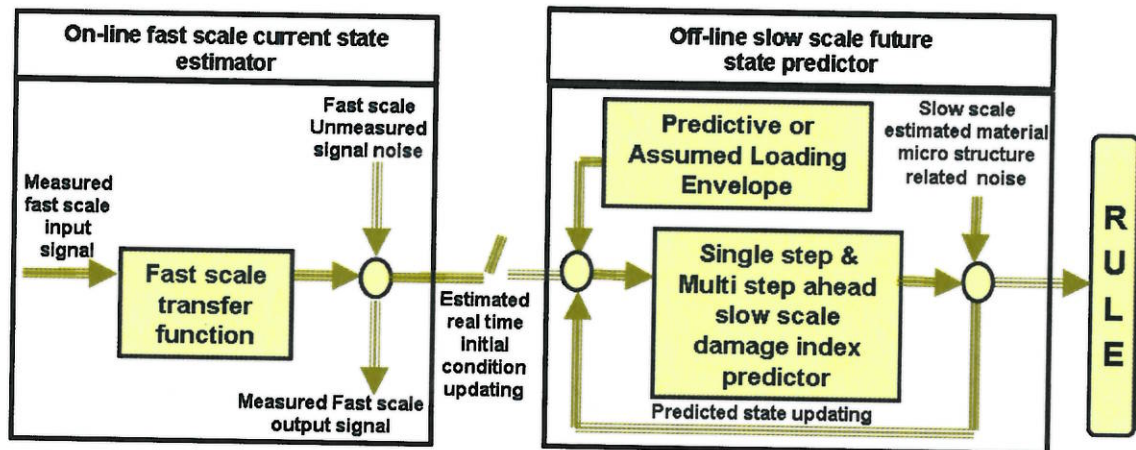 On-line fast scale current state
estimator
Fast scale
Unmeasured
signal noise
Measured
fast scale
input
signal
Fast scale
transfer
function
Measured Fast scale
output signal
Estimated
real time
initial
condition
updating
Off-line slow scale future
state predictor
Predictive or
Assumed Loading
Envelope
Slow scale
estimated material
micro structure
related noise
Single step &
Multi step ahead
slow scale
damage index
predictor
Predicted state updating
R
U
L
E